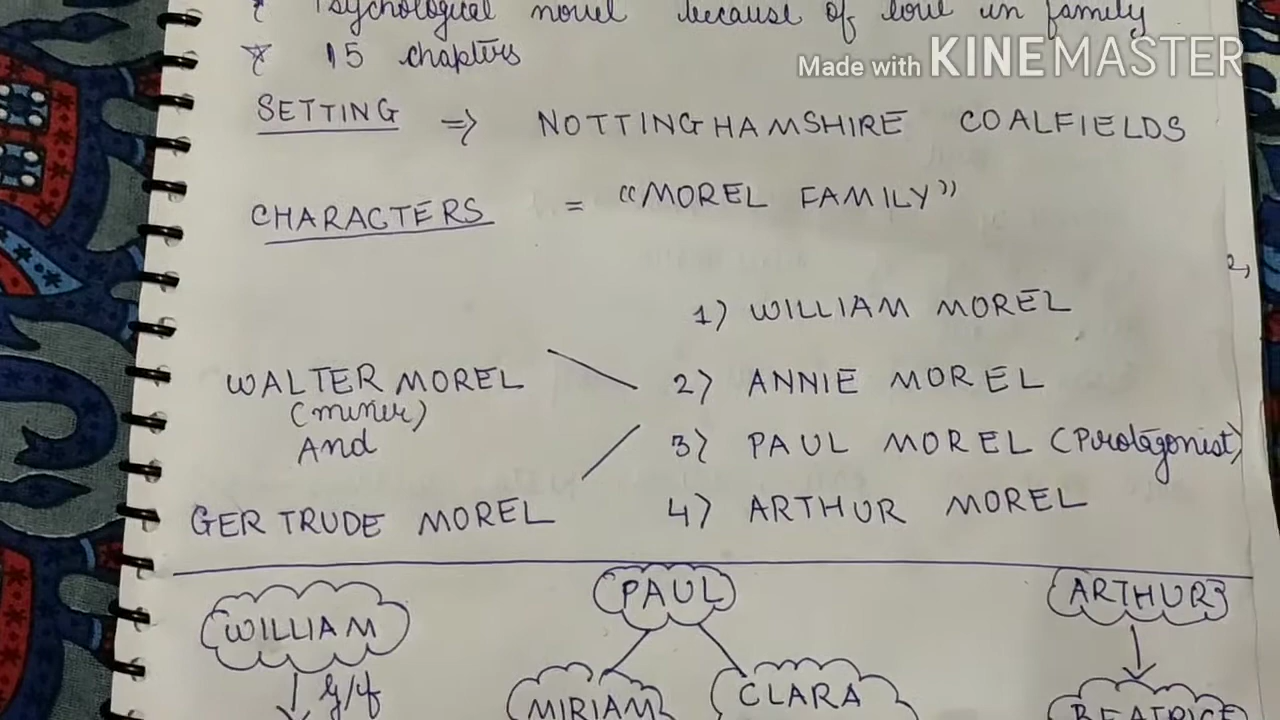 * Psychological novel because of love in family
* 15 chapters
Made with KINEMASTER
SETTING => NOTTINGHAMSHIRE COALFIELDS
CHARACTERS = "MOREL FAMILY"
1) WILLIAM MOREL
WALTER MOREL
(miner)
And
GERTRUDE MOREL
2) ANNIE MOREL
3) PAUL MOREL (Protagonist)
4) ARTHUR MOREL
WILLIAM
g/f
PAUL
MIRIAM
CLARA
ARTHUR
BEATRICE